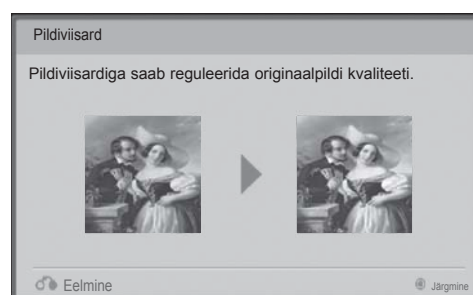 Pildiviisard
Pildiviisardiga saab reguleerida originaalpildi kvaliteeti.
Eelmine
Järgmine